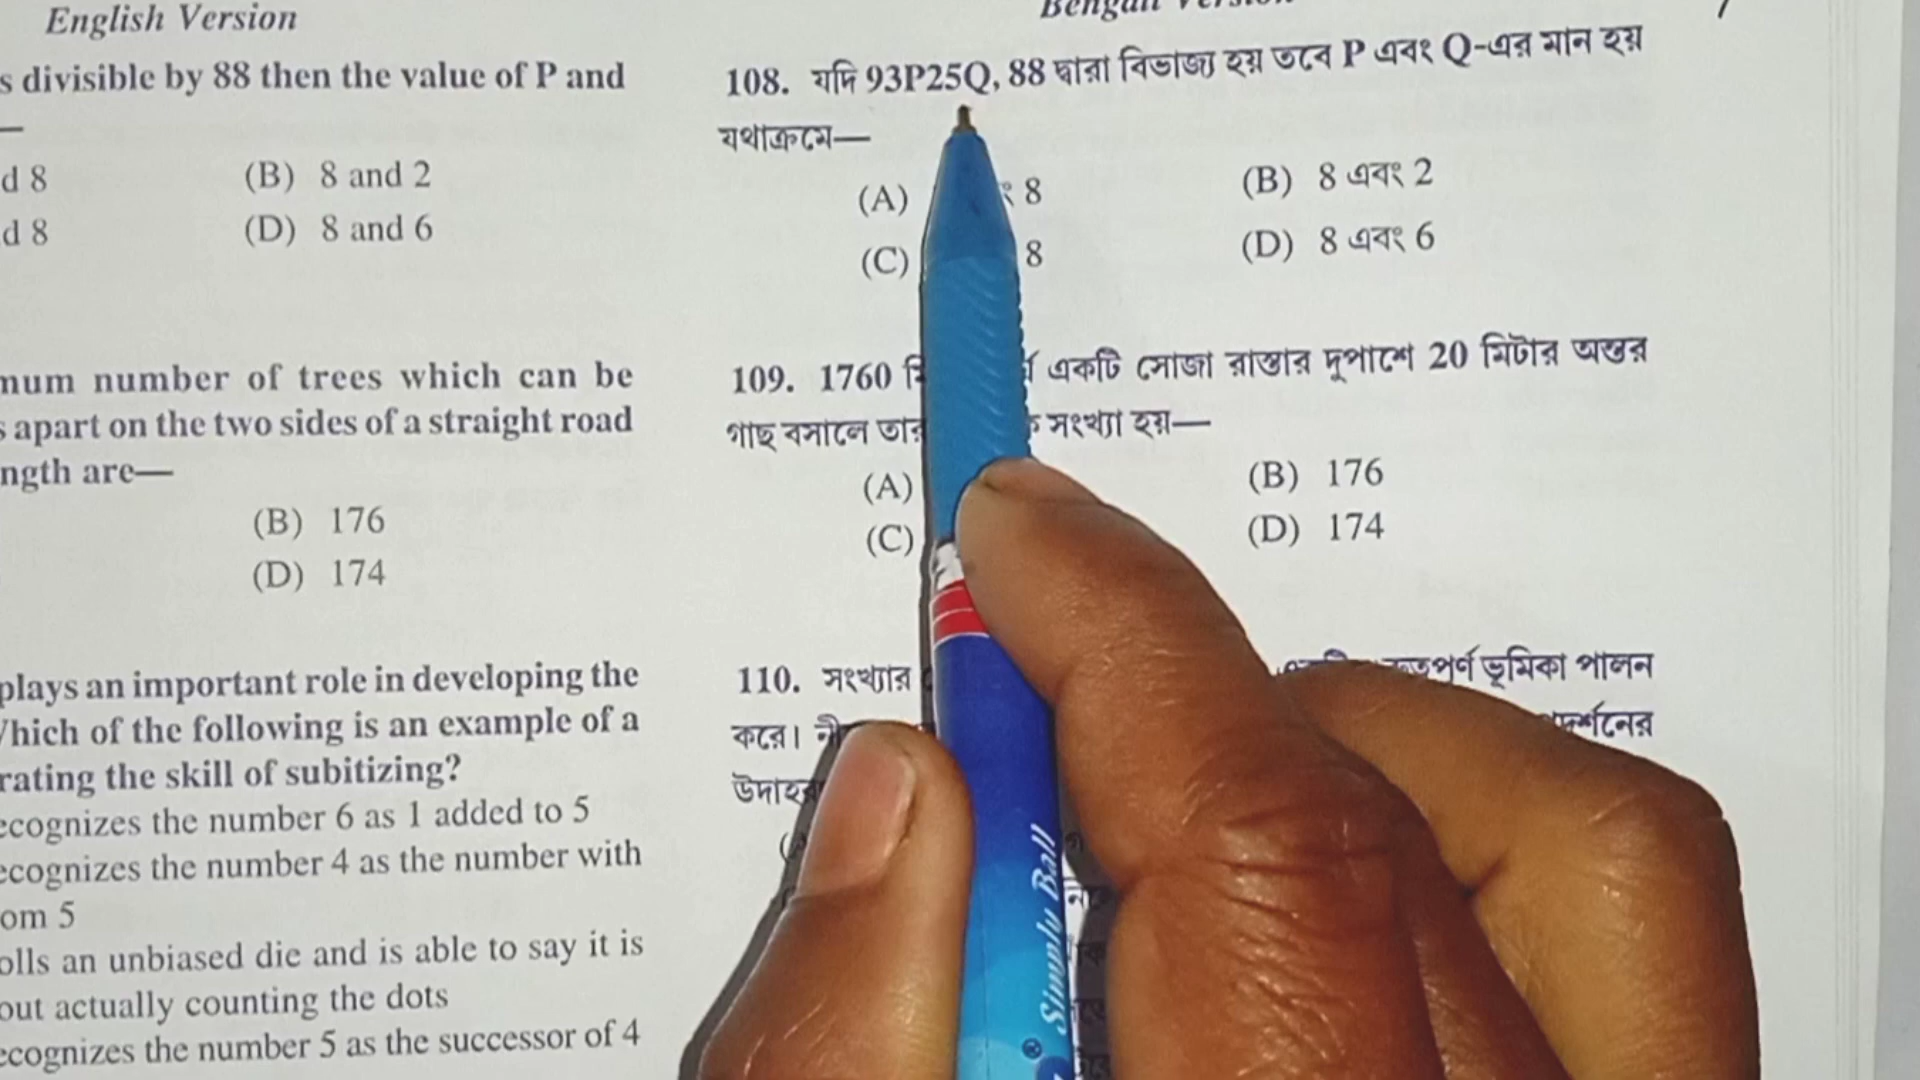 English Version
s divisible by 88 then the value of P and
—
d 8
(B) 8 and 2
d 8
(D) 8 and 6
num number of trees which can be
s apart on the two sides of a straight road
ngth are—
(B) 176
(D) 174
plays an important role in developing the
Which of the following is an example of a
rating the skill of subitizing?
ecognizes the number 6 as 1 added to 5
ecognizes the number 4 as the number with
om 5
olls an unbiased die and is able to say it is
out actually counting the dots
ecognizes the number 5 as the successor of 4
Bengali Version
108. যদি 93P25Q, 88 দ্বারা বিভাজ্য হয় তবে P এবং Q-এর মান হয়
যথাক্রমে—
(A) 8
(B) 8 এবং 2
(C) 8
(D) 8 এবং 6
109. 1760 একটি সোজা রাস্তার দুপাশে 20 মিটার অন্তর
গাছ বসালে সংখ্যা হয়—
(A)
(B) 176
(C)
(D) 174
110. সংখ্যার ভূমিকা পালন
করে।
Simply Ball